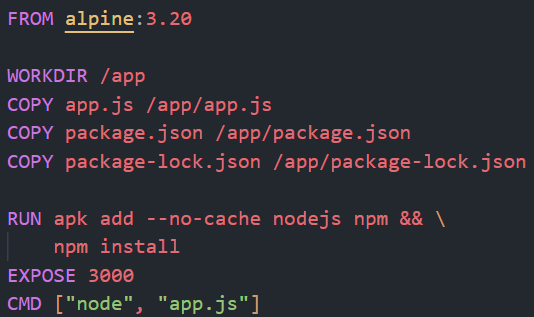 FROM alpine:3.20
WORKDIR /app
COPY app.js /app/app.js
COPY package.json /app/package.json
COPY package-lock.json /app/package-lock.json
RUN apk add --no-cache nodejs npm && \
    npm install
EXPOSE 3000
CMD ["node", "app.js"]